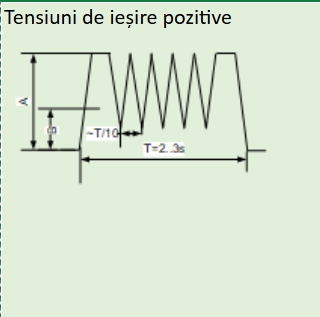 Tensiuni de ieșire pozitive
A
B
~T/10
T=2..3s